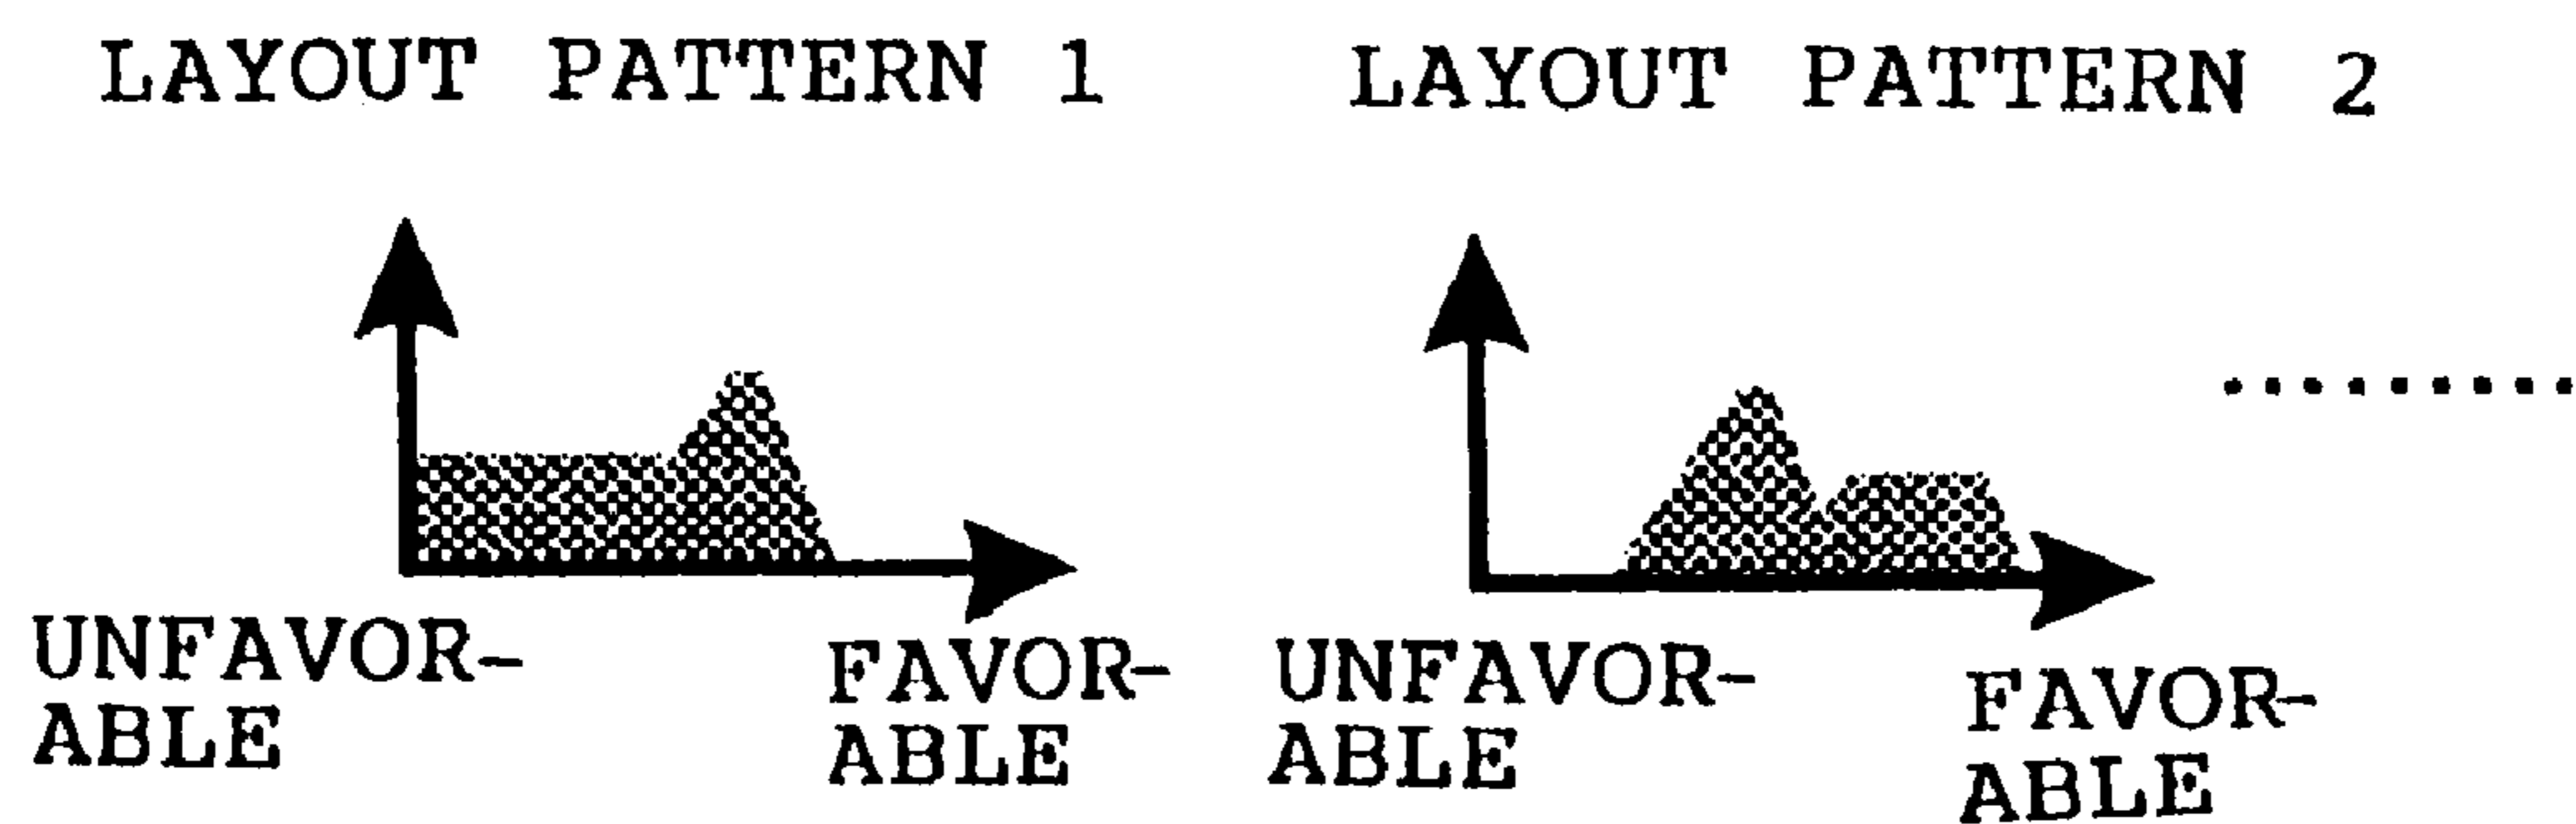 LAYOUT PATTERN 1
LAYOUT PATTERN 2
UNFAVOR-
ABLE
FAVOR-
ABLE
UNFAVOR-
ABLE
FAVOR-
ABLE